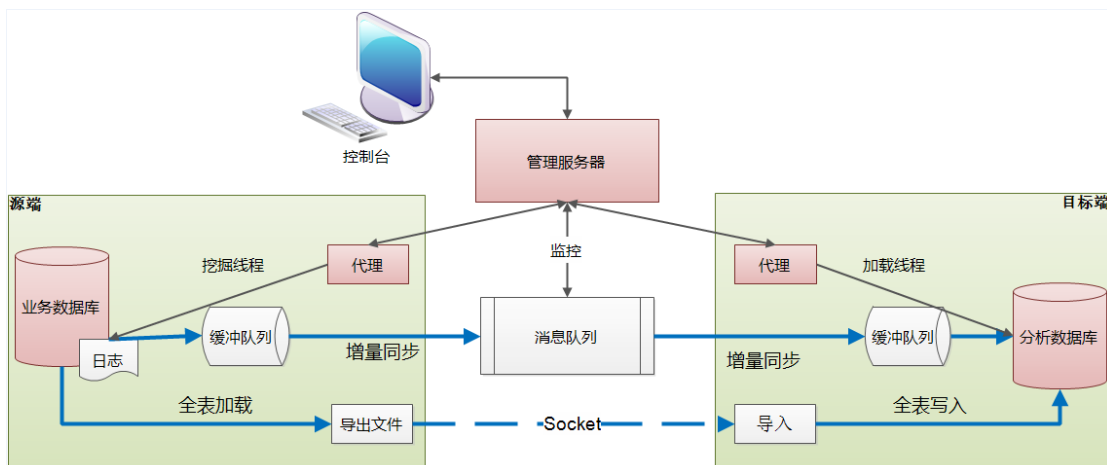 控制台
管理服务器
源端
目标端
挖掘线程
代理
监控
代理
加载线程
业务数据库
日志
缓冲队列
增量同步
消息队列
增量同步
缓冲队列
分析数据库
全表加载
导出文件
Socket
导入
全表写入